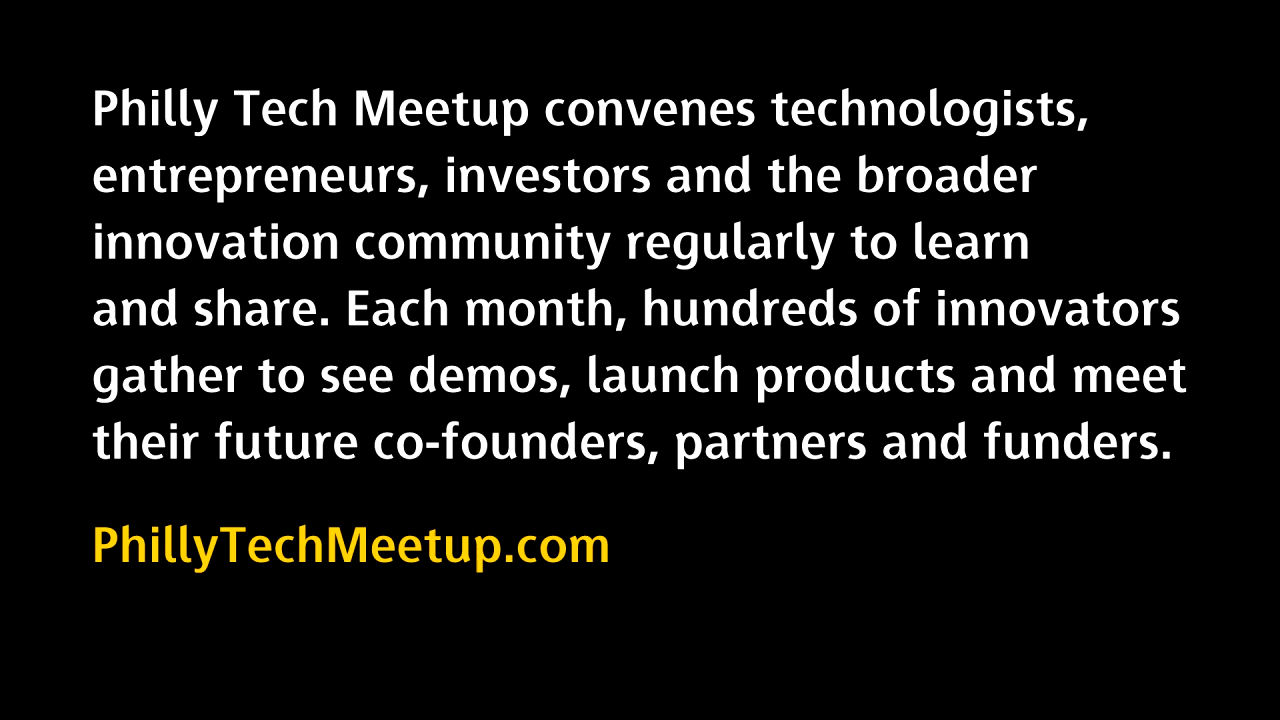 Philly Tech Meetup convenes technologists,
entrepreneurs, investors and the broader
innovation community regularly to learn
and share. Each month, hundreds of innovators
gather to see demos, launch products and meet
their future co-founders, partners and funders.
PhillyTechMeetup.com